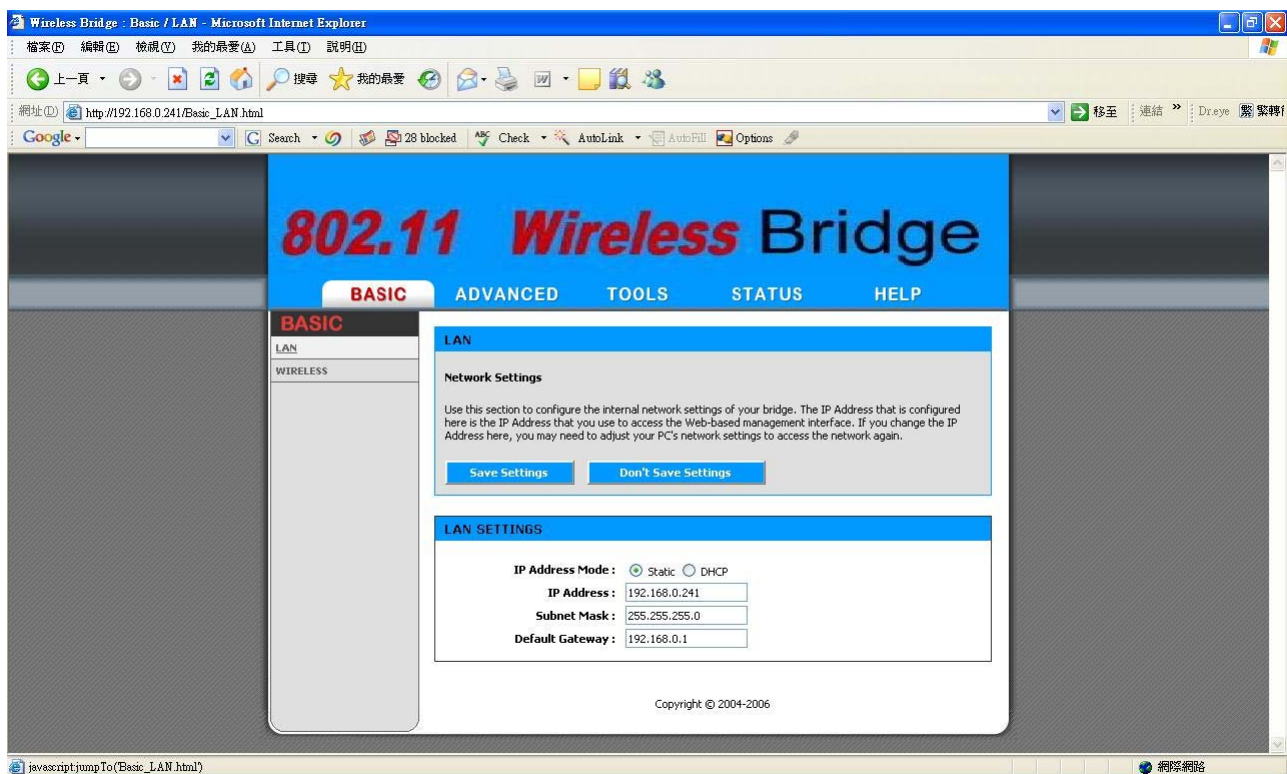 Wireless Bridge : Basic / LAN - Microsoft Internet Explorer
檔案(F) 編輯(E) 檢視(V) 我的最愛(A) 工具(T) 說明(H)
上一頁 搜尋 我的最愛
網址(D) http://192.168.0.241/Basic_LAN.html 移至 連結 » Dr.eye 繁 繁轉
Google Search 28 blocked ABC Check AutoLink AutoFill Options
802.11 Wireless Bridge
BASIC ADVANCED TOOLS STATUS HELP
BASIC
LAN
WIRELESS
LAN
Network Settings
Use this section to configure the internal network settings of your bridge. The IP Address that is configured
here is the IP Address that you use to access the Web-based management interface. If you change the IP
Address here, you may need to adjust your PC's network settings to access the network again.
Save Settings Don't Save Settings
LAN SETTINGS
IP Address Mode : Static DHCP
IP Address : 192.168.0.241
Subnet Mask : 255.255.255.0
Default Gateway : 192.168.0.1
Copyright © 2004-2006
javascript:jumpTo('Basic_LAN.html') 網際網路